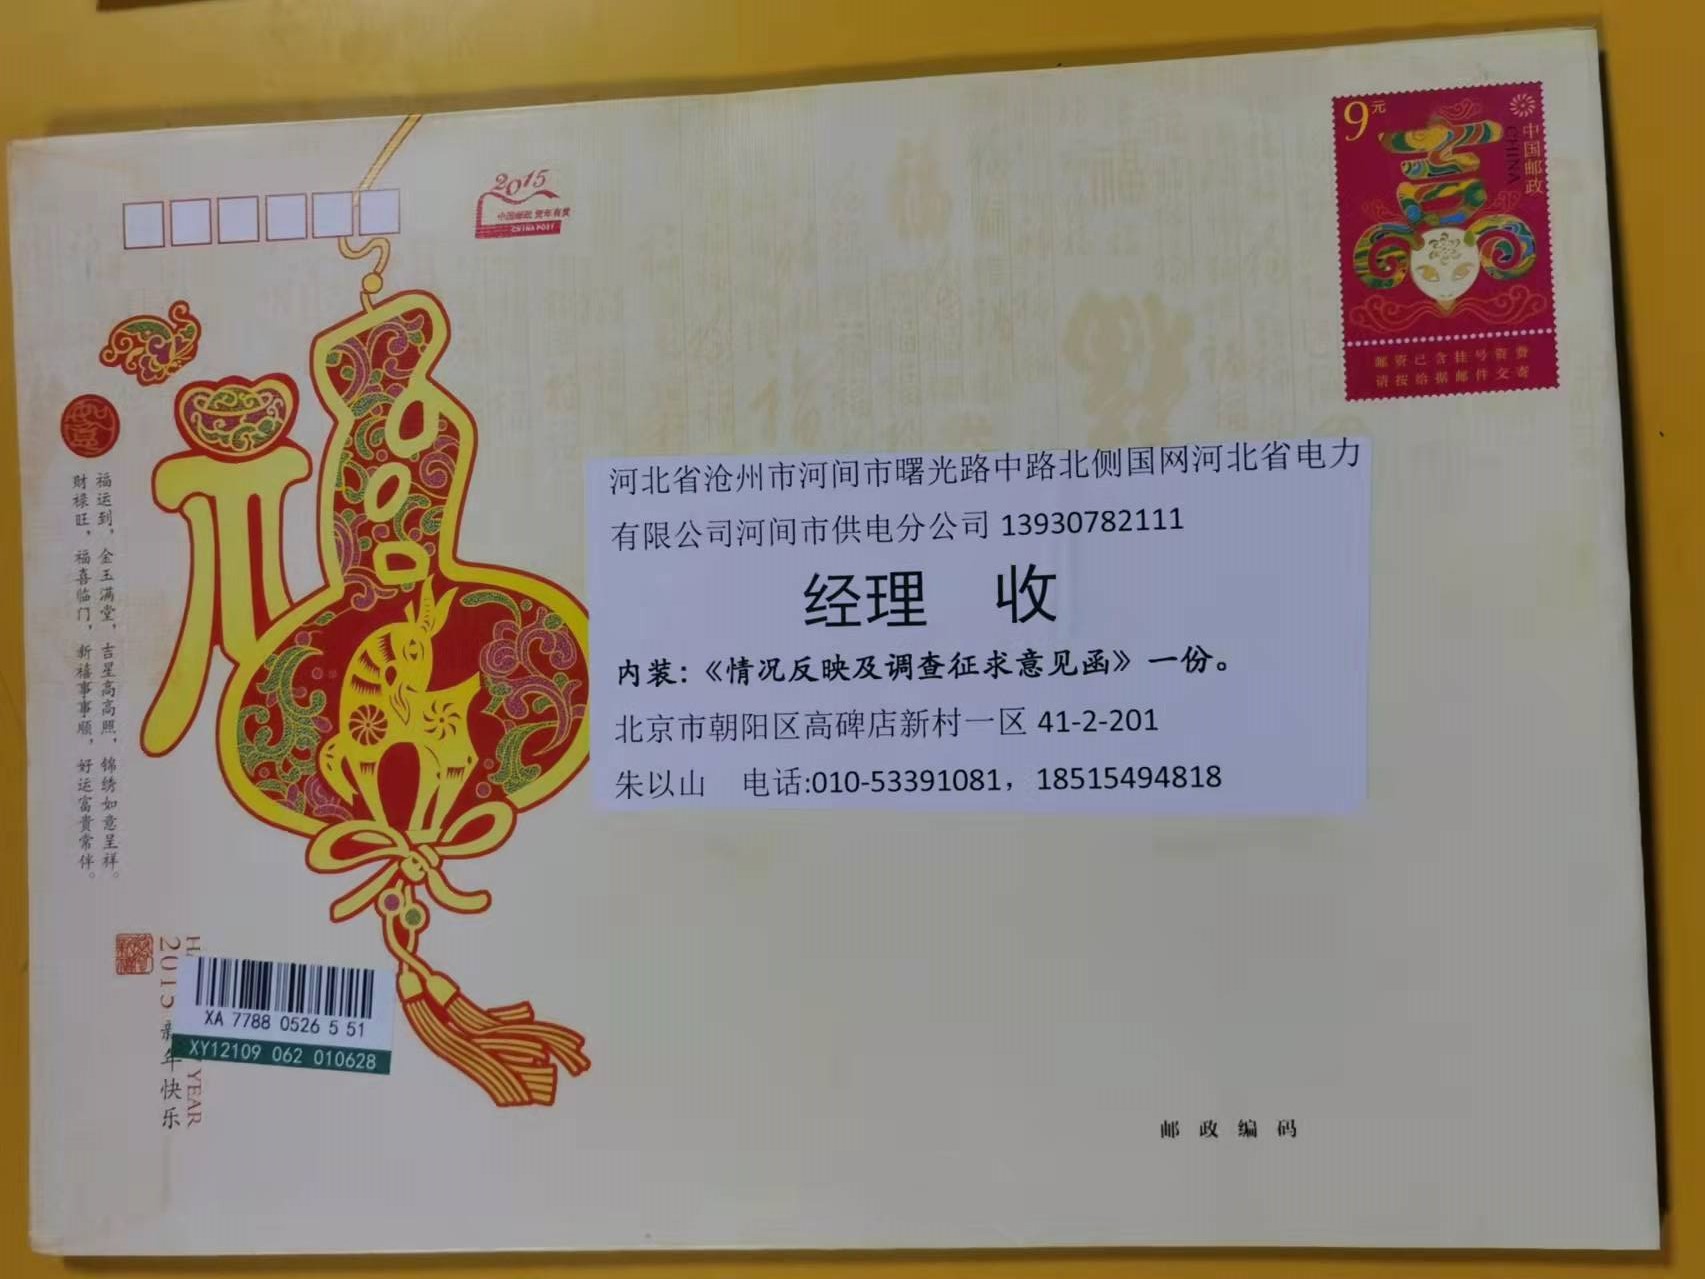 9元
中国邮政
CHINA
邮资已含挂号资费
请按给据邮件交寄
2015
中国邮政 贺年有奖
CHINA POST
福运到，金玉满堂，吉星高高照，锦绣如意呈祥。
财禄旺，福喜临门，新禧事事顺，好运富贵常伴。
河北省沧州市河间市曙光路中路北侧国网河北省电力
有限公司河间市供电分公司 13930782111
经理 收
内装：《情况反映及调查征求意见函》一份。
北京市朝阳区高碑店新村一区 41-2-201
朱以山 电话:010-53391081，18515494818
2015 新年快乐
YEAR
XA 7788 0526 5 51
XY12109 062 010628
邮政编码